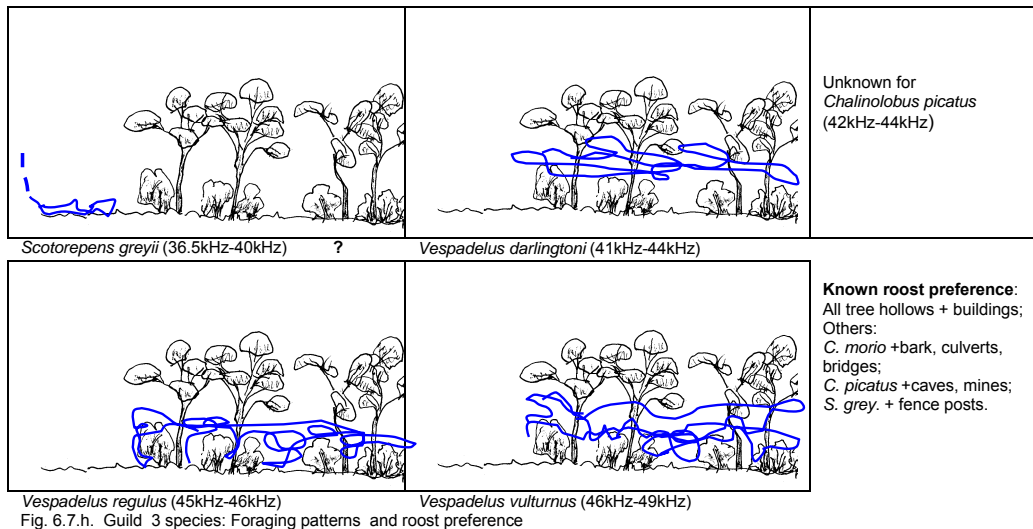 Unknown for
Chalinolobus picatus
(42kHz-44kHz)
Scotorepens greyii (36.5kHz-40kHz) ?
Vespadelus darlingtoni (41kHz-44kHz)
Known roost preference:
All tree hollows + buildings;
Others:
C. morio +bark, culverts,
bridges;
C. picatus +caves, mines;
S. grey. + fence posts.
Vespadelus regulus (45kHz-46kHz)
Vespadelus vulturnus (46kHz-49kHz)
Fig. 6.7.h. Guild 3 species: Foraging patterns and roost preference